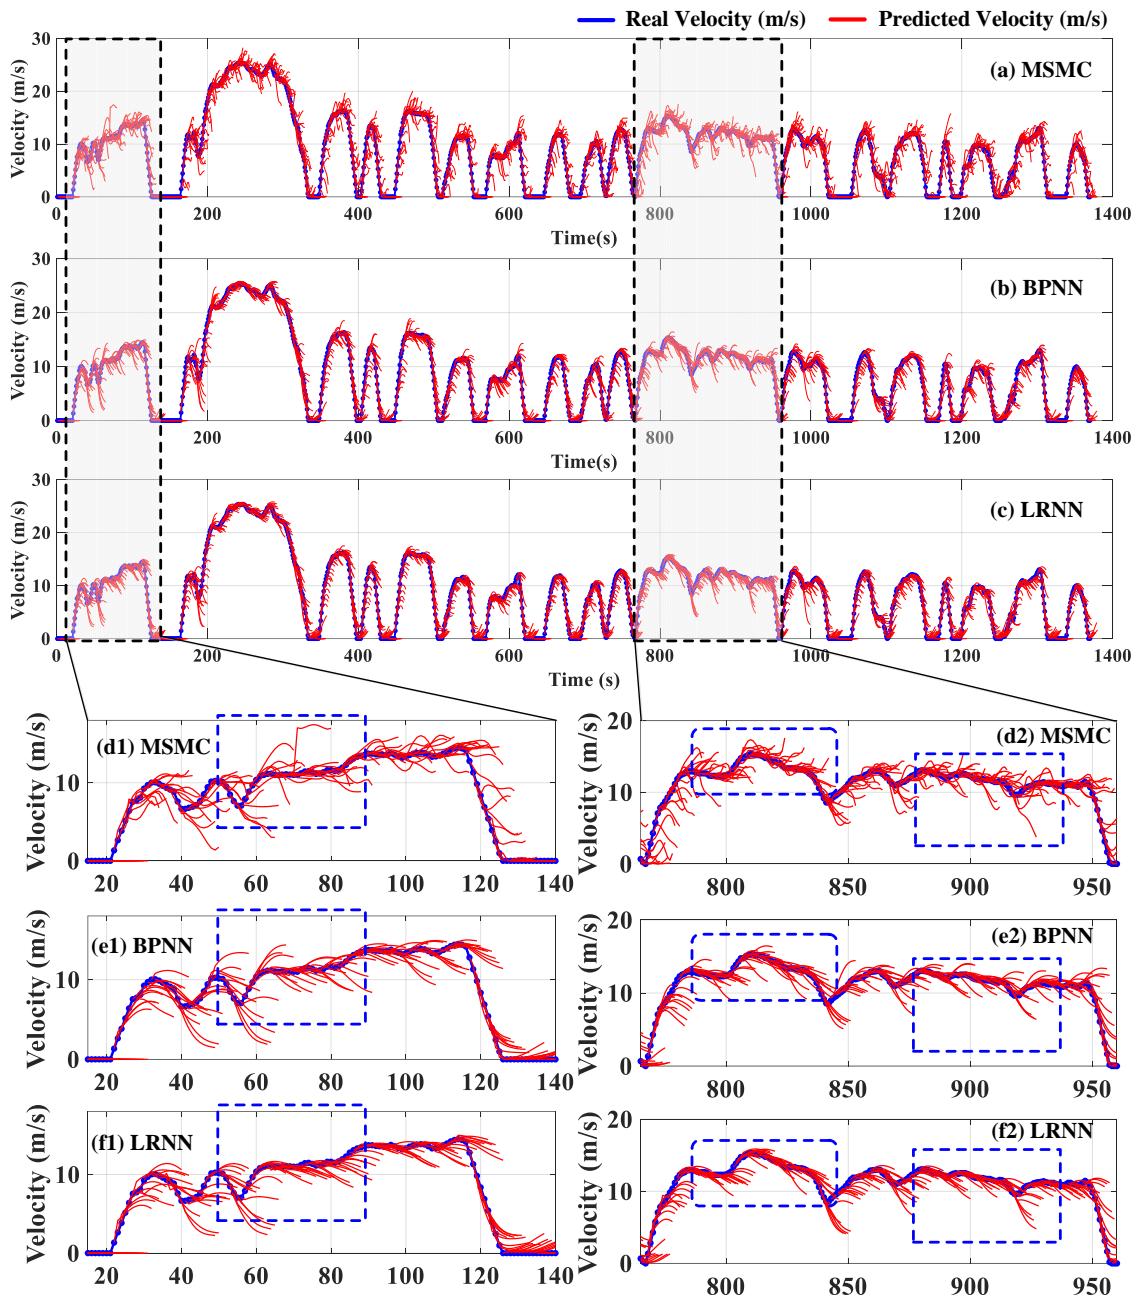 Real Velocity (m/s) Predicted Velocity (m/s)
30
20
10
0
Velocity (m/s)
(a) MSMC
0 200 400 600 800 1000 1200 1400
Time(s)
30
20
10
0
Velocity (m/s)
(b) BPNN
0 200 400 600 800 1000 1200 1400
Time(s)
30
20
10
0
Velocity (m/s)
(c) LRNN
0 200 400 600 800 1000 1200 1400
Time (s)
Velocity (m/s)
10
0
(d1) MSMC
20 40 60 80 100 120 140
Velocity (m/s)
20
10
0
(d2) MSMC
800 850 900 950
Velocity (m/s)
10
0
(e1) BPNN
20 40 60 80 100 120 140
Velocity (m/s)
20
10
0
(e2) BPNN
800 850 900 950
Velocity (m/s)
10
0
(f1) LRNN
20 40 60 80 100 120 140
Velocity (m/s)
20
10
0
(f2) LRNN
800 850 900 950